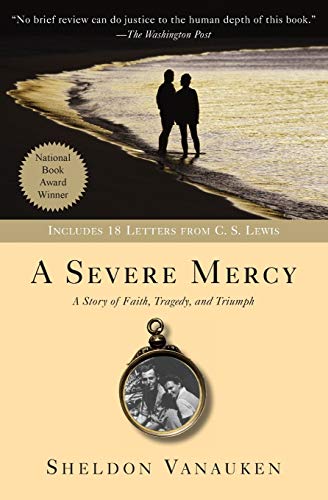 “No brief review can do justice to the human depth of this book.”
—The Washington Post
National
Book
Award
Winner
INCLUDES 18 LETTERS FROM C. S. LEWIS
A SEVERE MERCY
A Story of Faith, Tragedy, and Triumph
SHELDON VANAUKEN